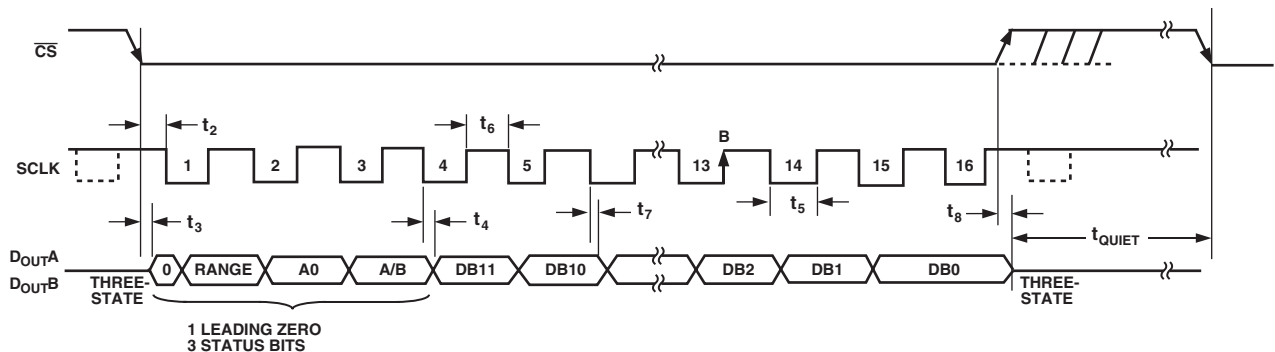 CS
t2
t6
B
SCLK
1 2 3 4 5 13 14 15 16
t3
t4
t7
t5
t8
tQUIET
DOUTA
DOUTB
THREE-
STATE
0 RANGE A0 A/B DB11 DB10 DB2 DB1 DB0
THREE-
STATE
1 LEADING ZERO
3 STATUS BITS